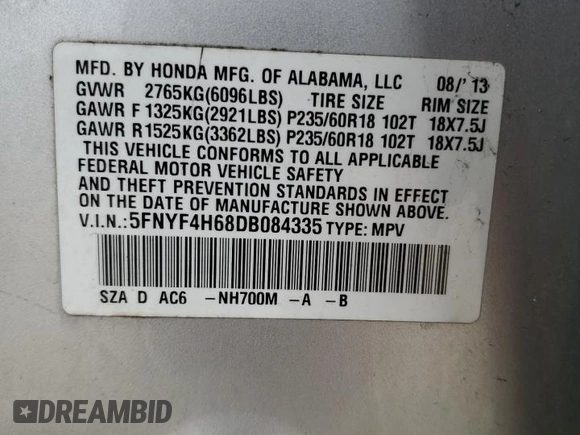 MFD. BY HONDA MFG. OF ALABAMA, LLC 08/'13
GVWR 2765KG(6096LBS) TIRE SIZE RIM SIZE
GAWR F 1325KG(2921LBS) P235/60R18 102T 18X7.5J
GAWR R1525KG(3362LBS) P235/60R18 102T 18X7.5J
THIS VEHICLE CONFORMS TO ALL APPLICABLE
FEDERAL MOTOR VEHICLE SAFETY
AND THEFT PREVENTION STANDARDS IN EFFECT
ON THE DATE OF MANUFACTURE SHOWN ABOVE.
V.I.N.:5FNYF4H68DB084335 TYPE: MPV
SZA D AC6 -NH700M -A -B
DREAMBID